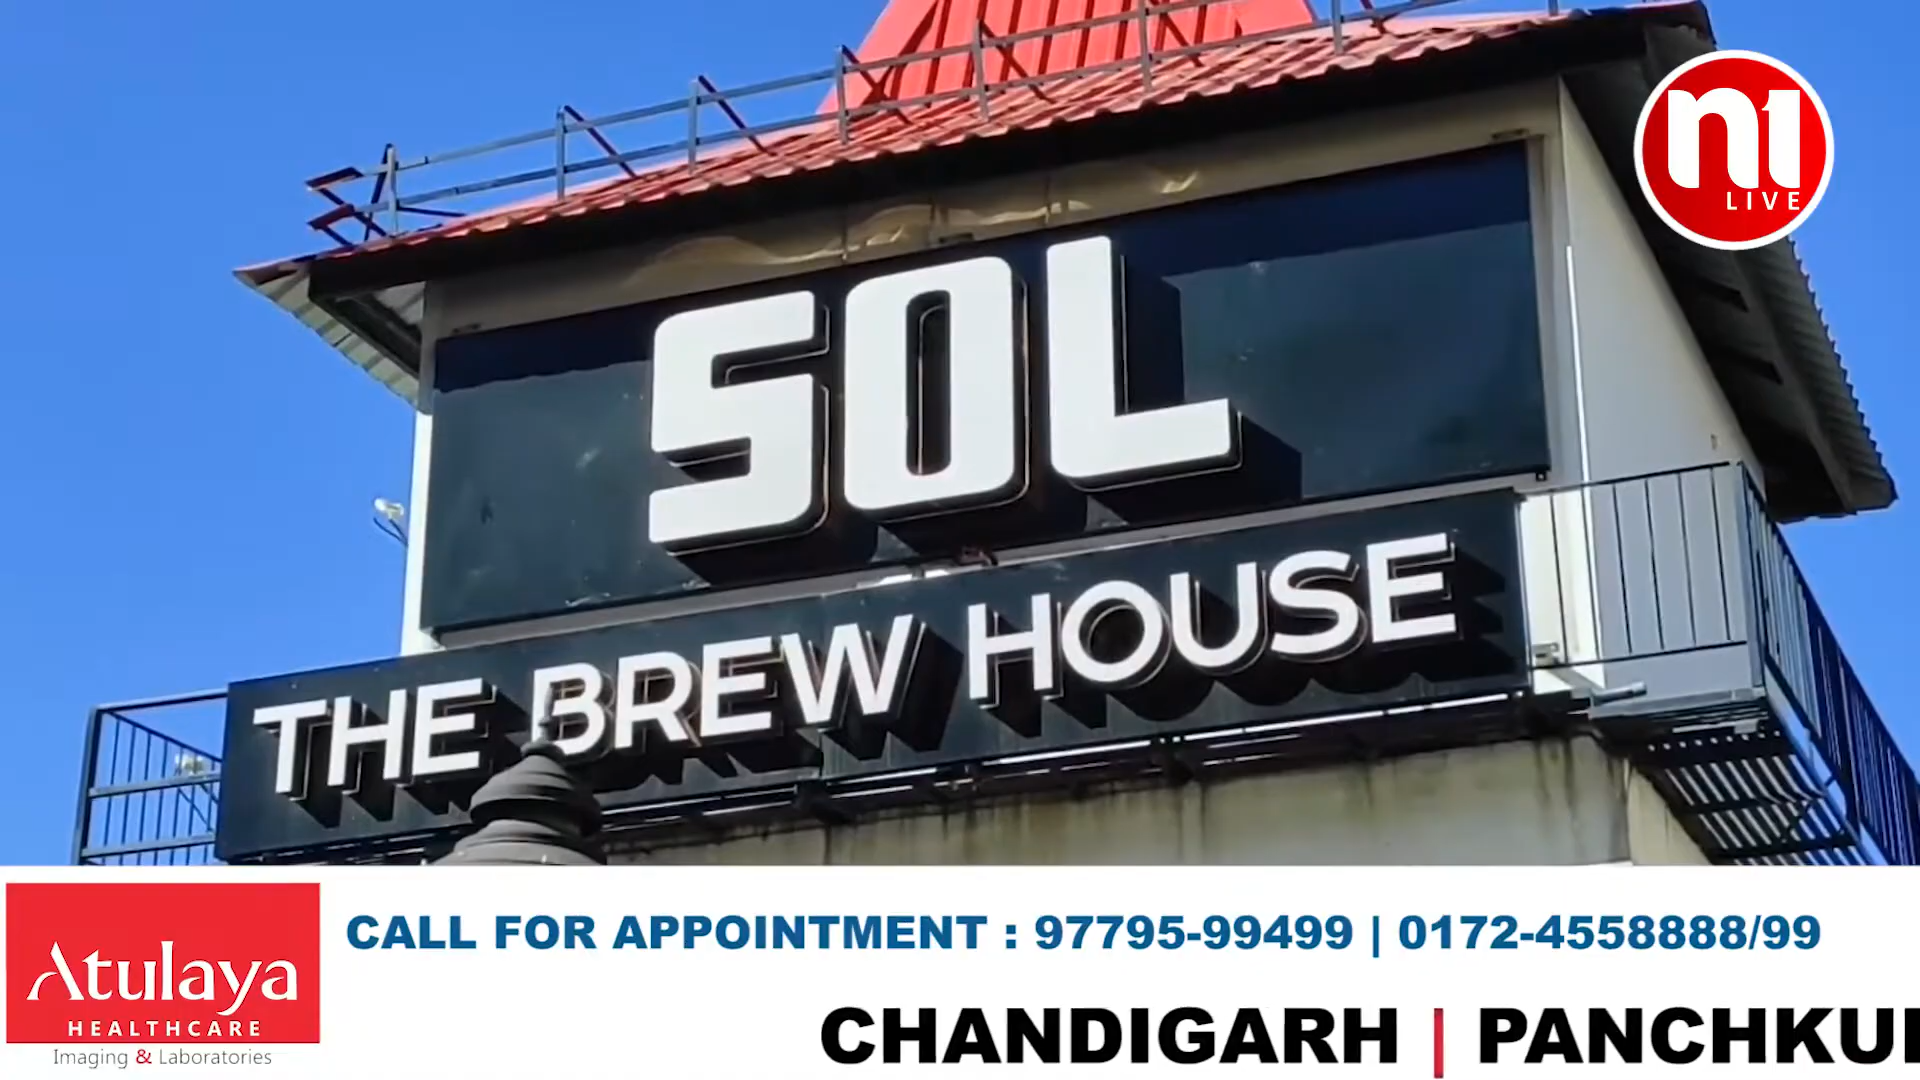 n1
LIVE
SOL
THE BREW HOUSE
Atulaya
HEALTHCARE
Imaging & Laboratories
CALL FOR APPOINTMENT : 97795-99499 | 0172-4558888/99
CHANDIGARH | PANCHKU